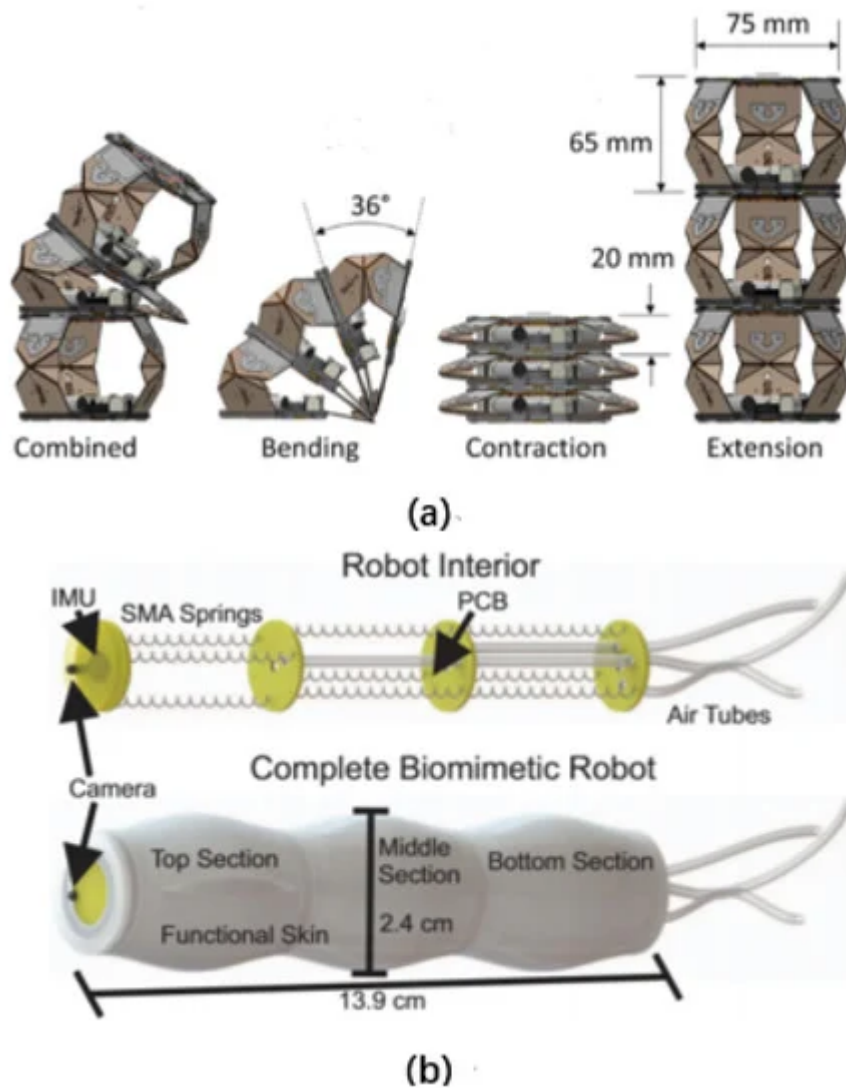 75 mm
65 mm
36°
20 mm
Combined
Bending
Contraction
Extension
(a)
Robot Interior
IMU
SMA Springs
PCB
Air Tubes
Complete Biomimetic Robot
Camera
Top Section
Middle
Section
Bottom Section
2.4 cm
Functional Skin
13.9 cm
(b)